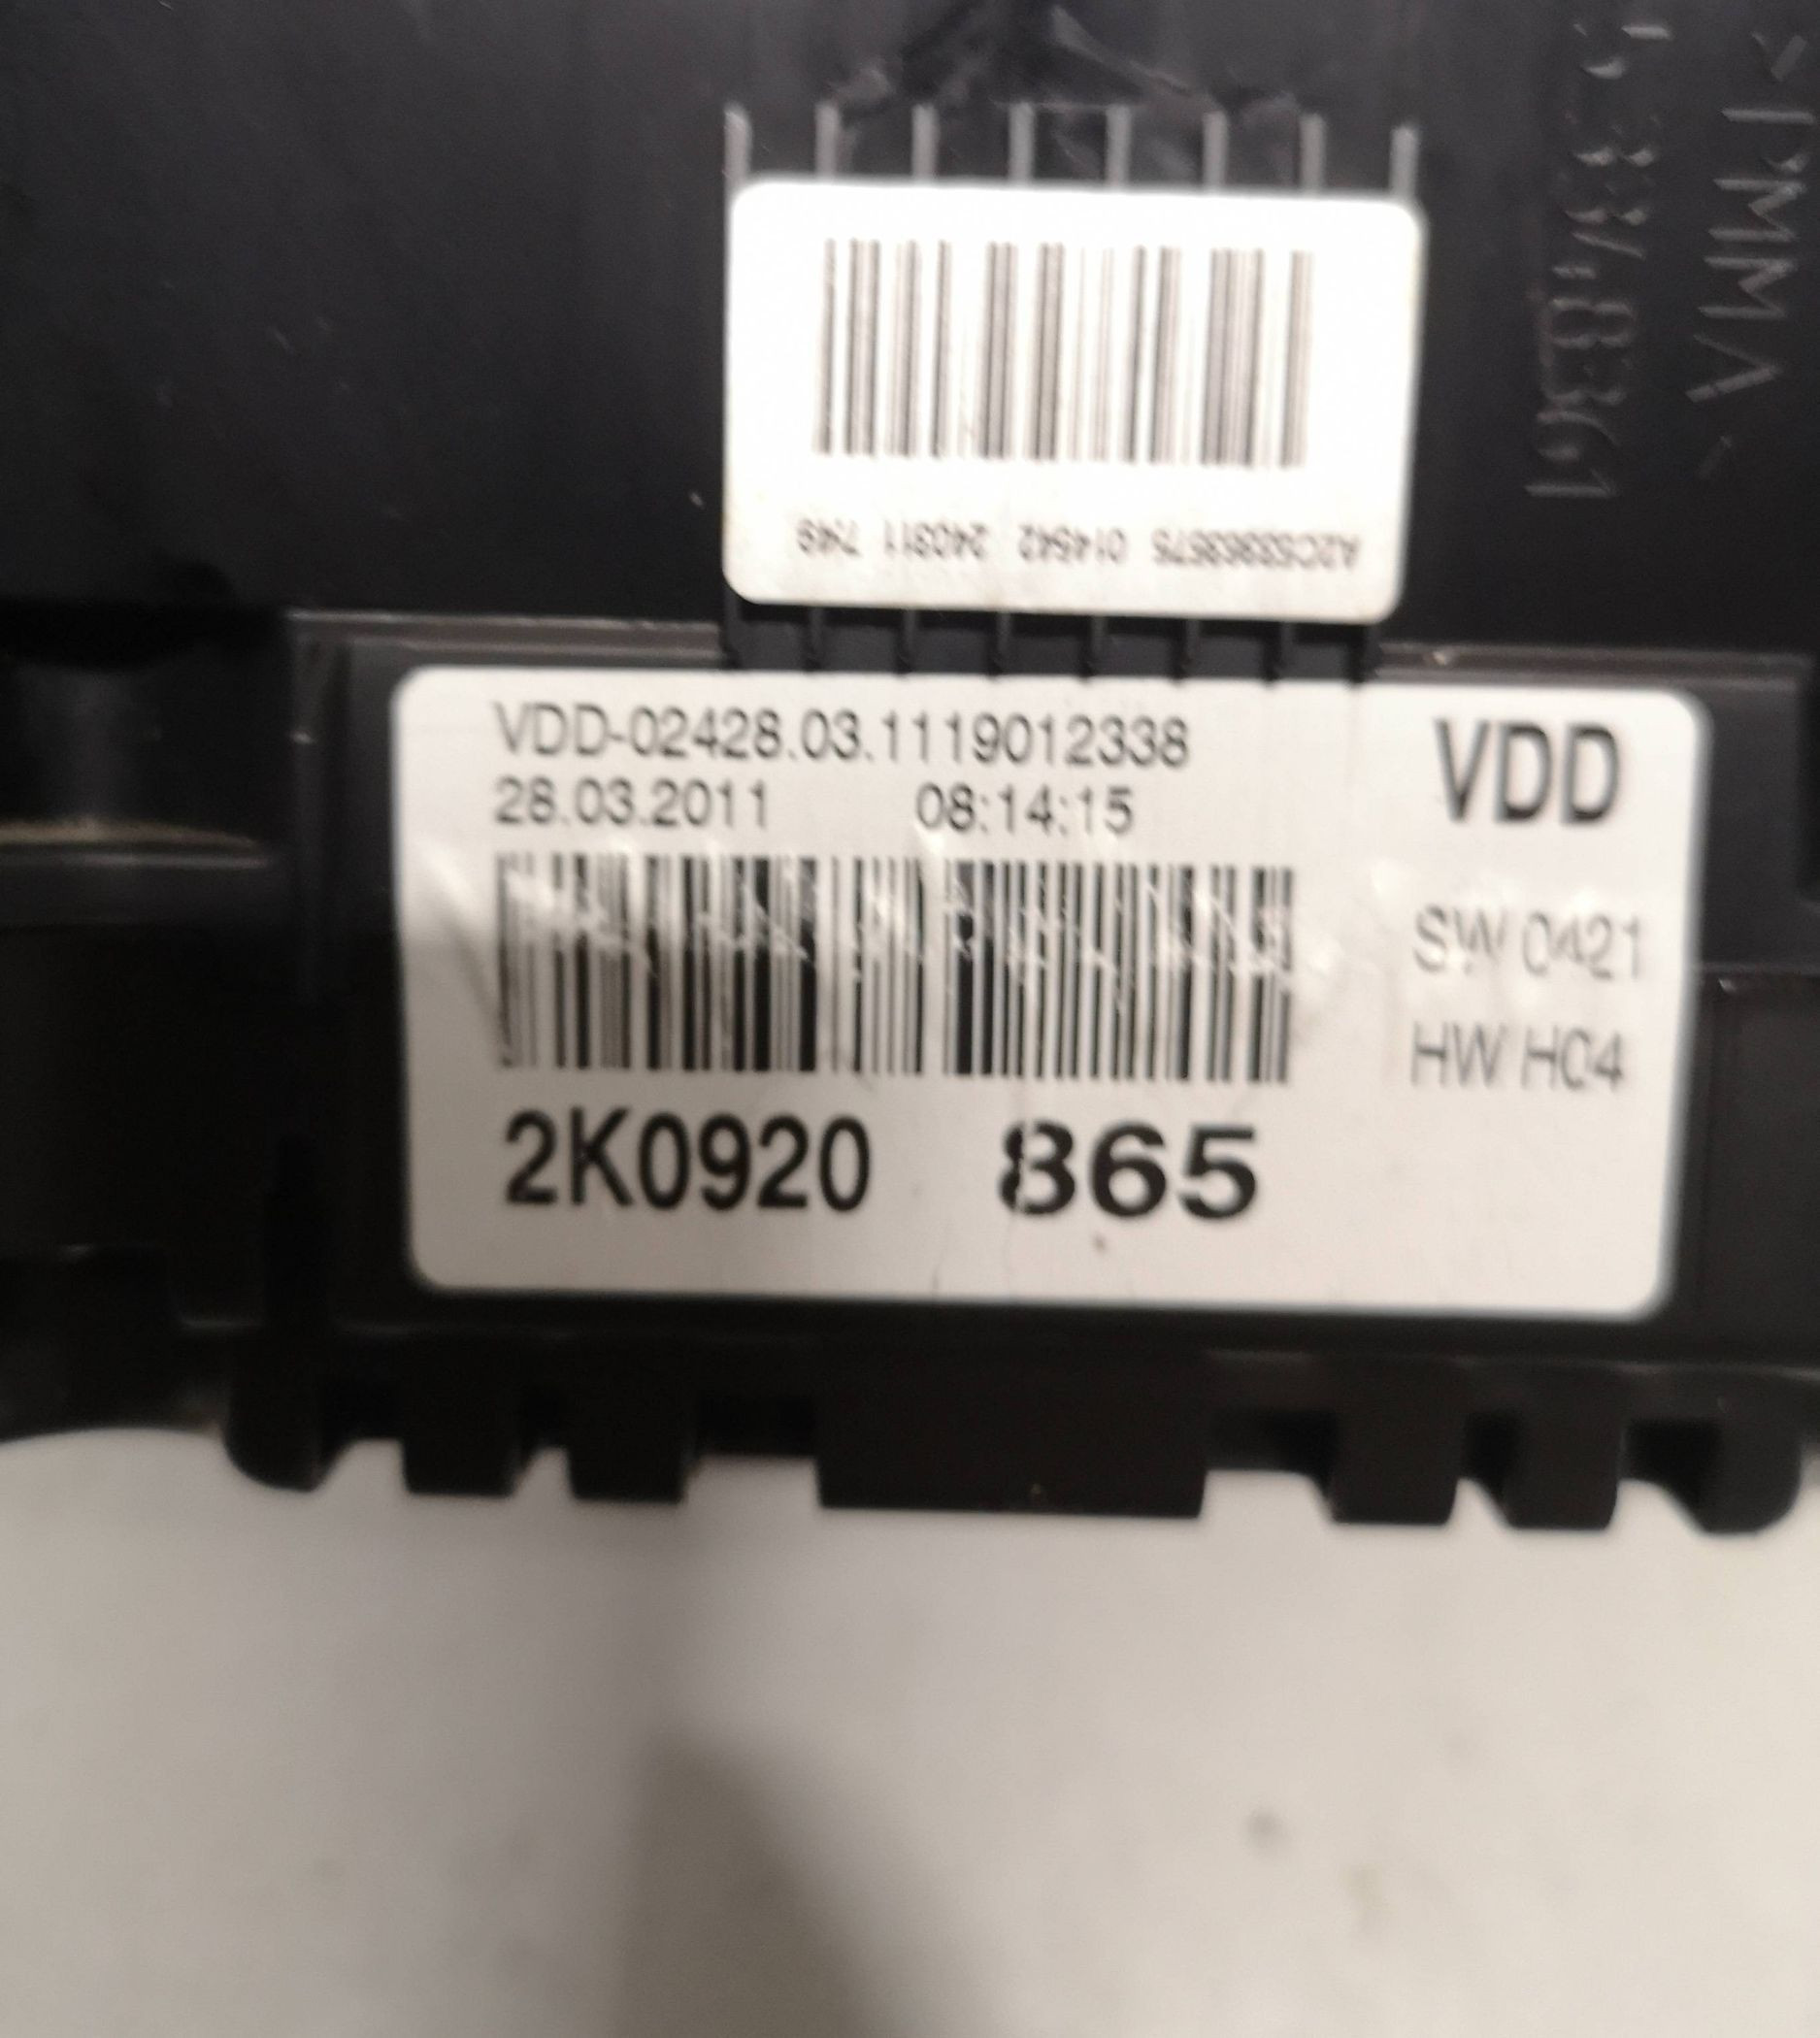 VDD-02428.03.1119012338
28.03.2011 08:14:15
VDD
SW 0421
HW H04
2K0920 865
014542 240311 749
>PMMA<